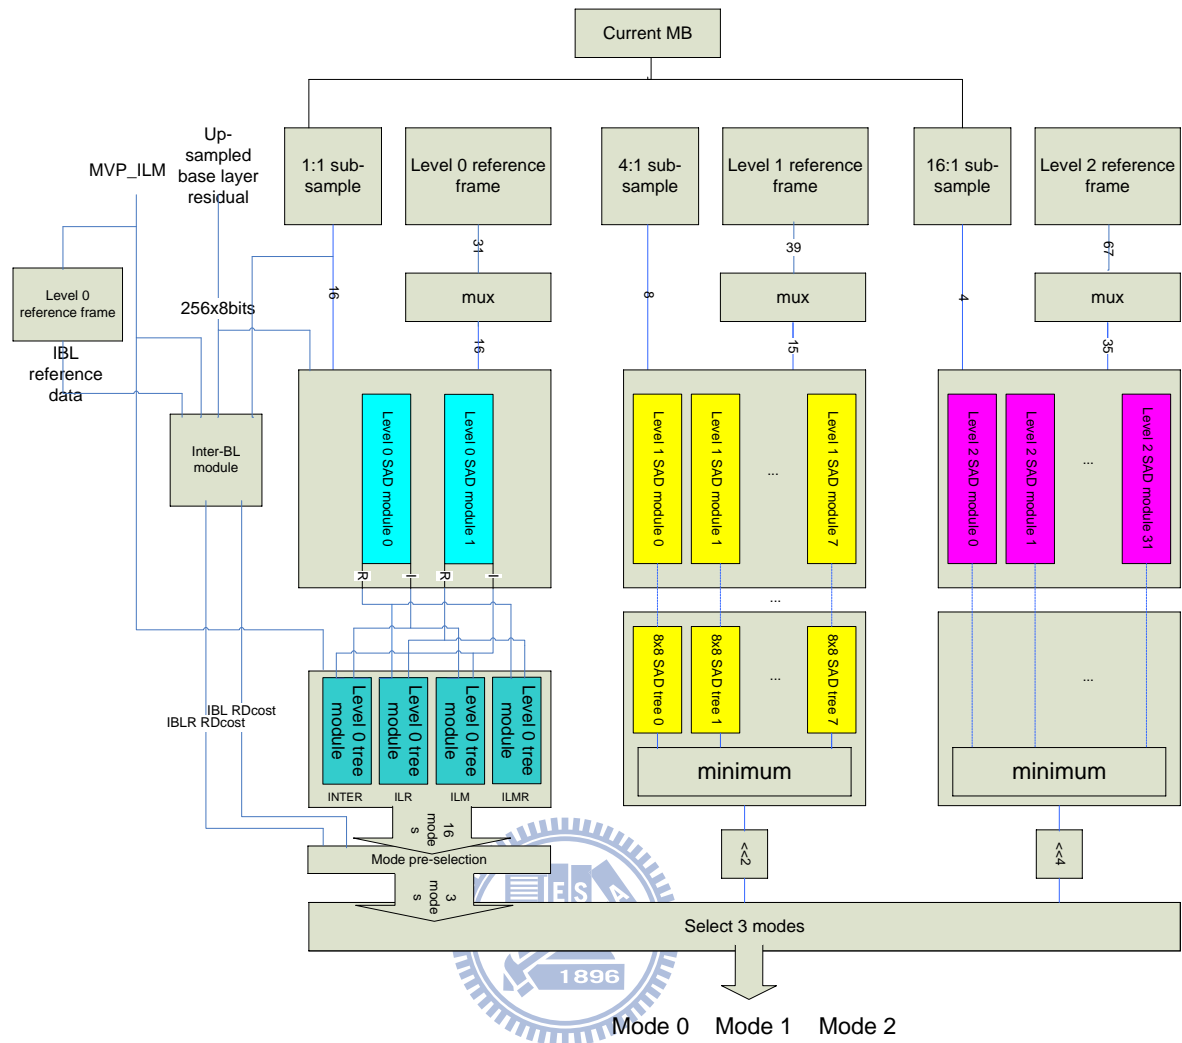 Current MB
MVP_ILM
Up-
sampled
base layer
residual
1:1 sub-
sample
Level 0 reference
frame
4:1 sub-
sample
Level 1 reference
frame
16:1 sub-
sample
Level 2 reference
frame
31
39
67
Level 0
reference frame
256x8bits
16
mux
8
mux
4
mux
16
15
35
IBL
reference
data
Inter-BL
module
Level 0 SAD module 0
Level 0 SAD module 1
Level 1 SAD module 0
Level 1 SAD module 1
...
Level 1 SAD module 7
Level 2 SAD module 0
Level 2 SAD module 1
...
Level 2 SAD module 31
R
I
R
I
...
...
Level 0 tree
module
Level 0 tree
module
Level 0 tree
module
Level 0 tree
module
8x8 SAD tree 0
8x8 SAD tree 1
...
8x8 SAD tree 7
...
IBL RDcost
IBLR RDcost
minimum
minimum
INTER
ILR
ILM
ILMR
16
mode
s
<<2
<<4
Mode pre-selection
3
mode
s
E S A
Select 3 modes
1896
Mode 0
Mode 1
Mode 2